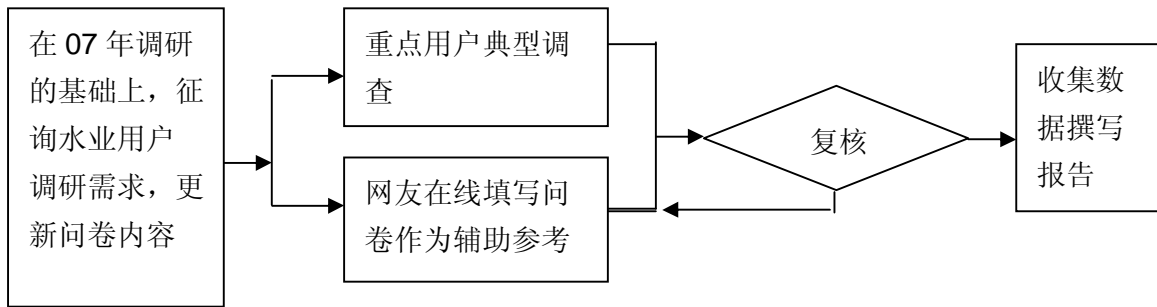 在 07 年调研
的基础上，征
询水业用户
调研需求，更
新问卷内容
重点用户典型调
查
网友在线填写问
卷作为辅助参考
复核
收集数
据撰写
报告